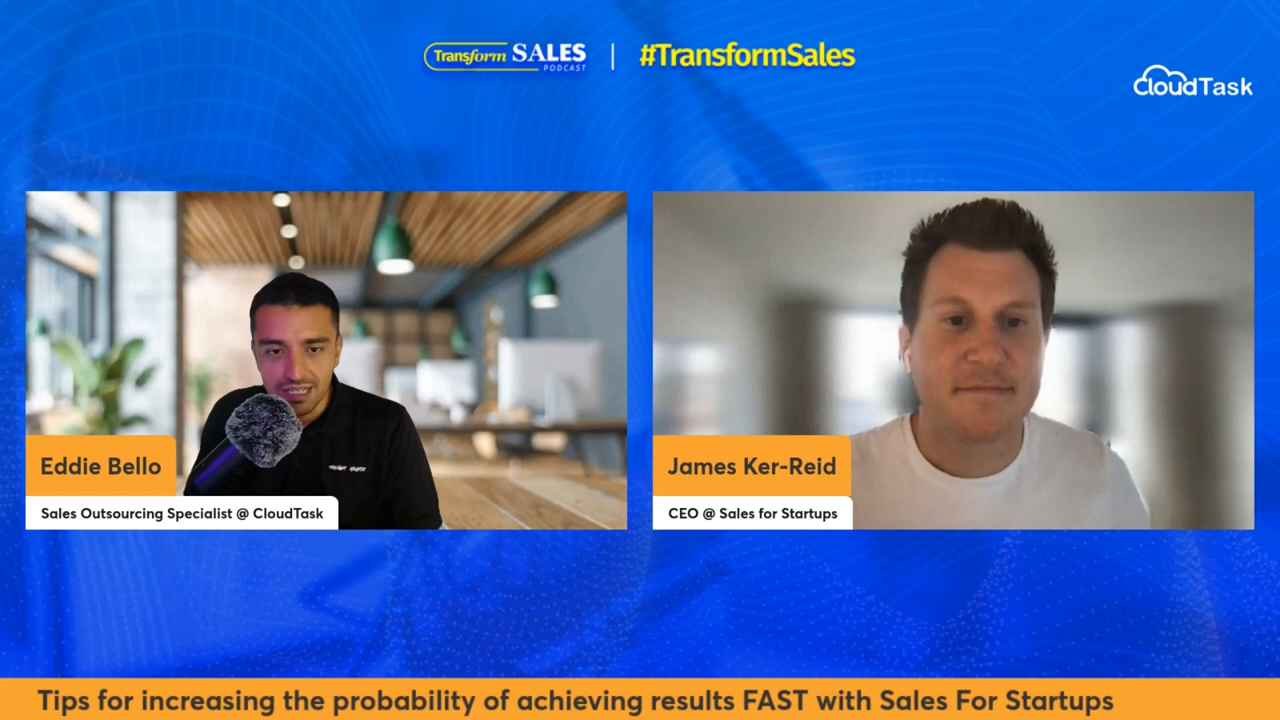 Transform SALES PODCAST | #TransformSales
CloudTask
Eddie Bello
Sales Outsourcing Specialist @ CloudTask
James Ker-Reid
CEO @ Sales for Startups
Tips for increasing the probability of achieving results FAST with Sales For Startups